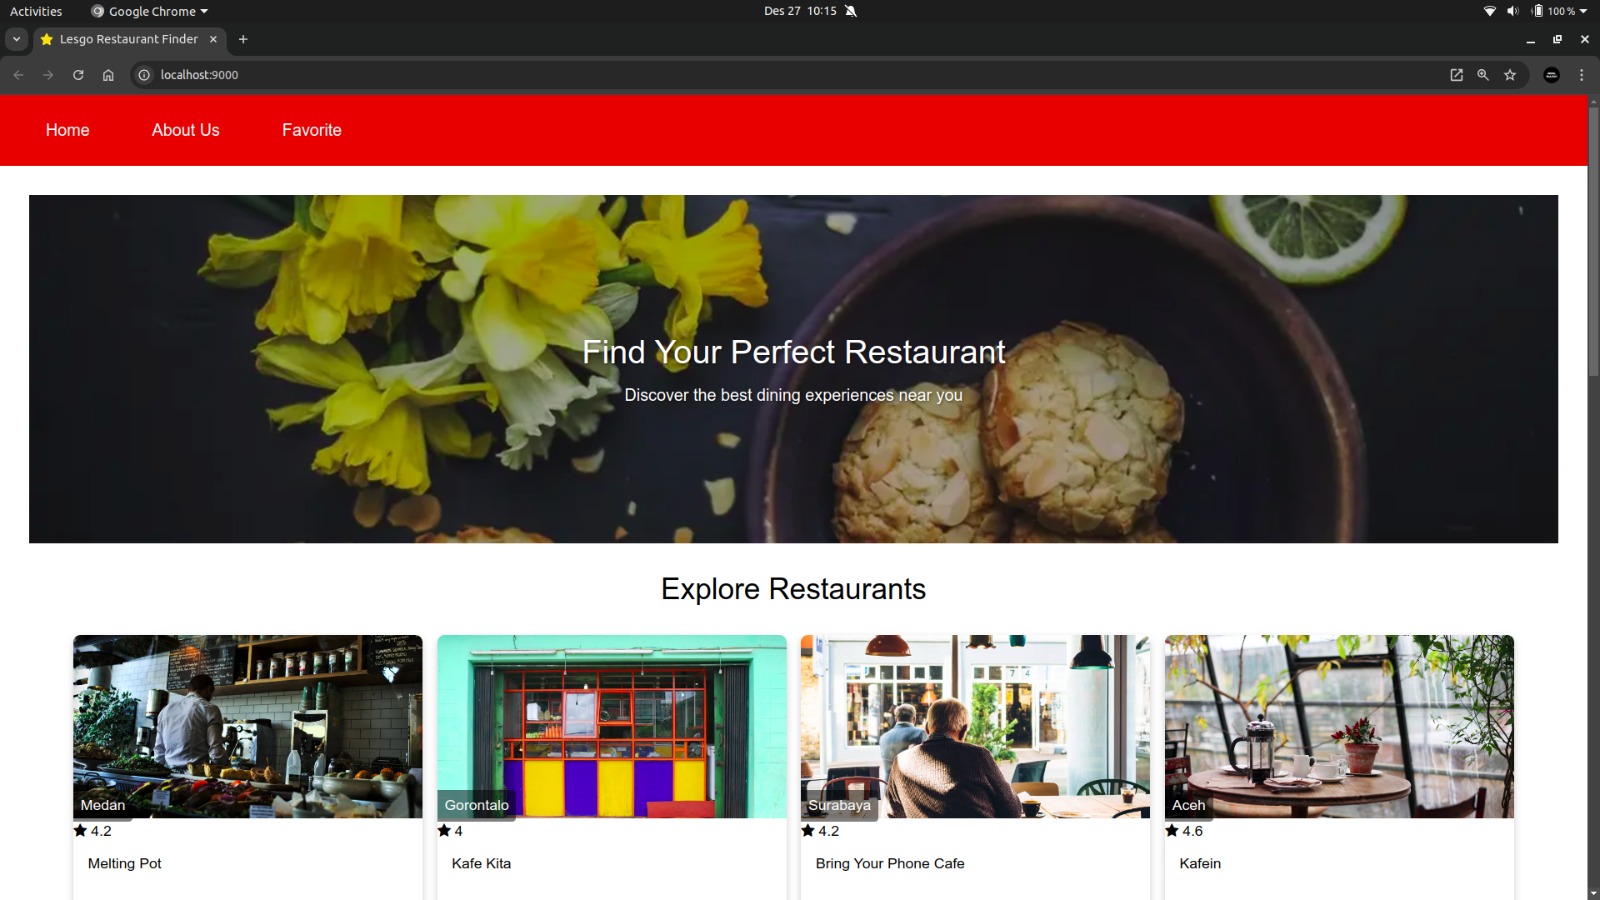 Activities
Google Chrome
Des 27 10:15
100 %
Lesgo Restaurant Finder
localhost:9000
Home
About Us
Favorite
Find Your Perfect Restaurant
Discover the best dining experiences near you
Explore Restaurants
Medan
Gorontalo
Surabaya
Aceh
4.2
4
4.2
4.6
Melting Pot
Kafe Kita
Bring Your Phone Cafe
Kafein